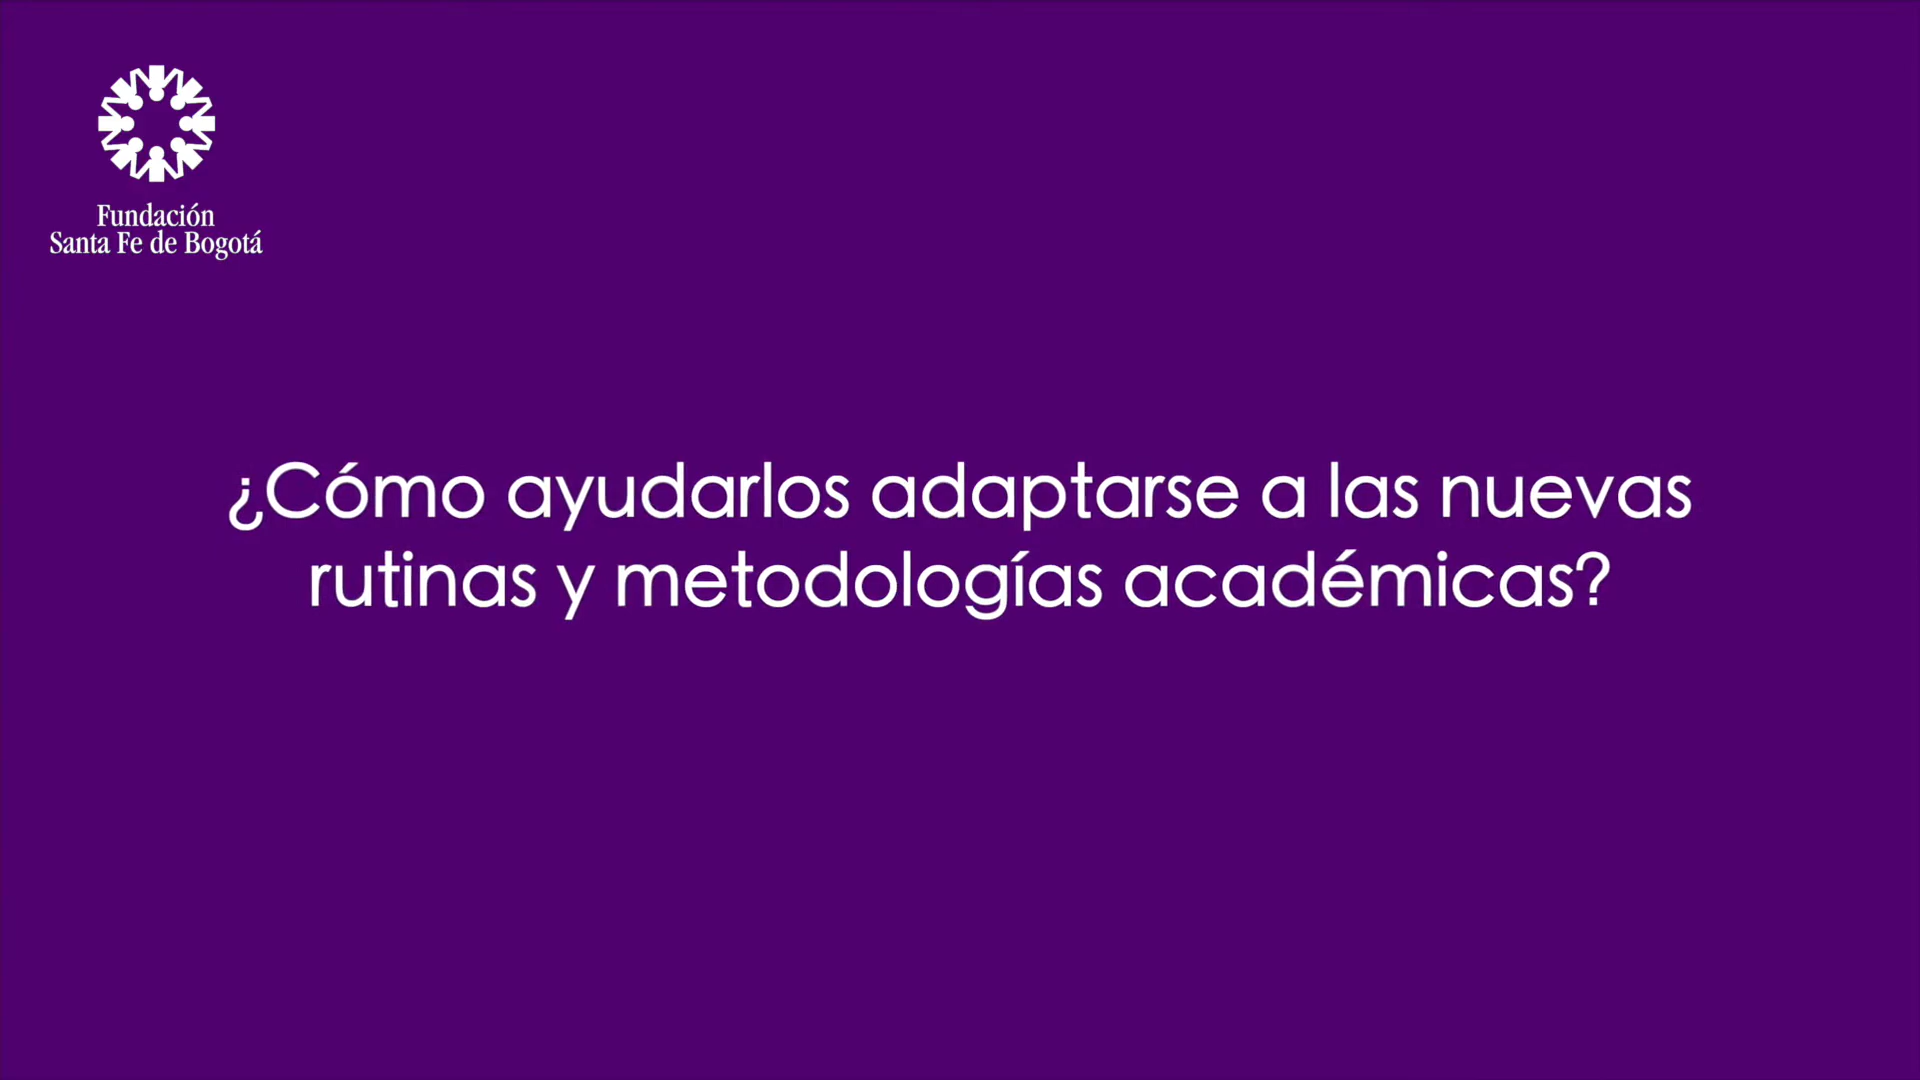 Fundación
Santa Fe de Bogotá
¿Cómo ayudarlos adaptarse a las nuevas
rutinas y metodologías académicas?